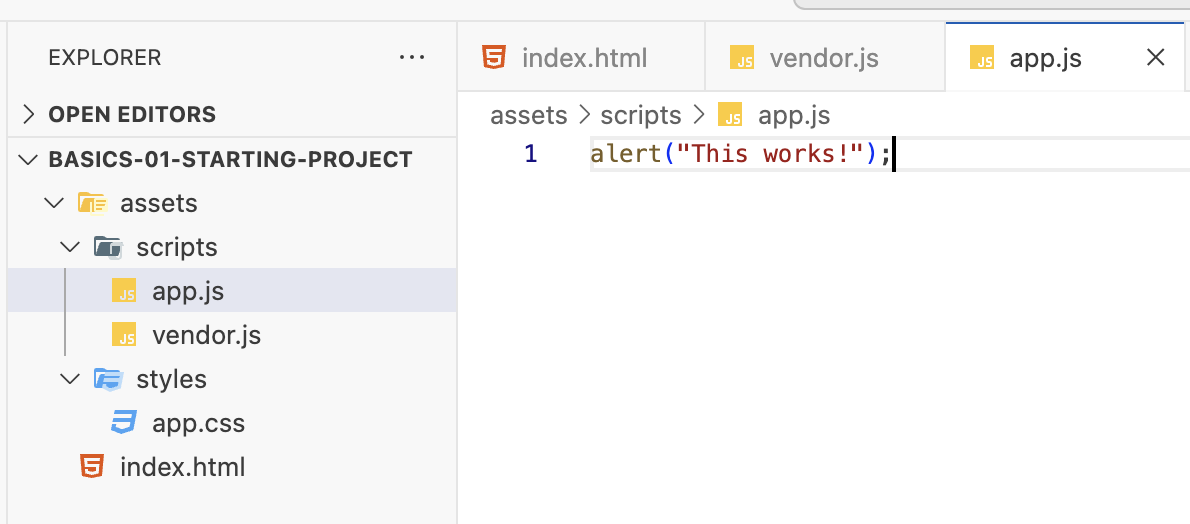 EXPLORER ...
index.html
JS vendor.js
JS app.js
OPEN EDITORS
assets > scripts > JS app.js
BASICS-01-STARTING-PROJECT
1 alert("This works!");
assets
scripts
JS app.js
JS vendor.js
styles
app.css
index.html